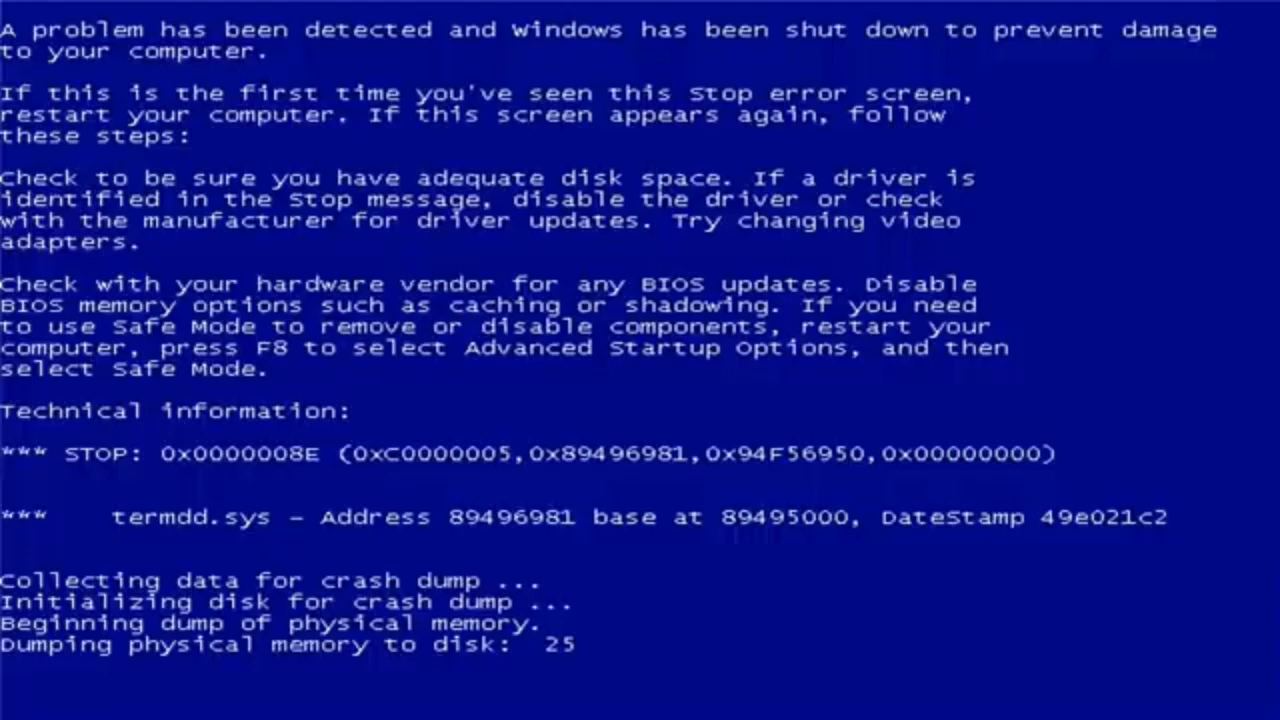 A problem has been detected and Windows has been shut down to prevent damage
to your computer.
If this is the first time you've seen this Stop error screen,
restart your computer. If this screen appears again, follow
these steps:
Check to be sure you have adequate disk space. If a driver is
identified in the Stop message, disable the driver or check
with the manufacturer for driver updates. Try changing video
adapters.
Check with your hardware vendor for any BIOS updates. Disable
BIOS memory options such as caching or shadowing. If you need
to use Safe Mode to remove or disable components, restart your
computer, press F8 to select Advanced Startup Options, and then
select Safe Mode.
Technical information:
*** STOP: 0x0000008E (0xC0000005,0x89496981,0x94F56950,0x00000000)
***    termdd.sys - Address 89496981 base at 89495000, DateStamp 49e021c2
Collecting data for crash dump ...
Initializing disk for crash dump ...
Beginning dump of physical memory.
Dumping physical memory to disk:  25